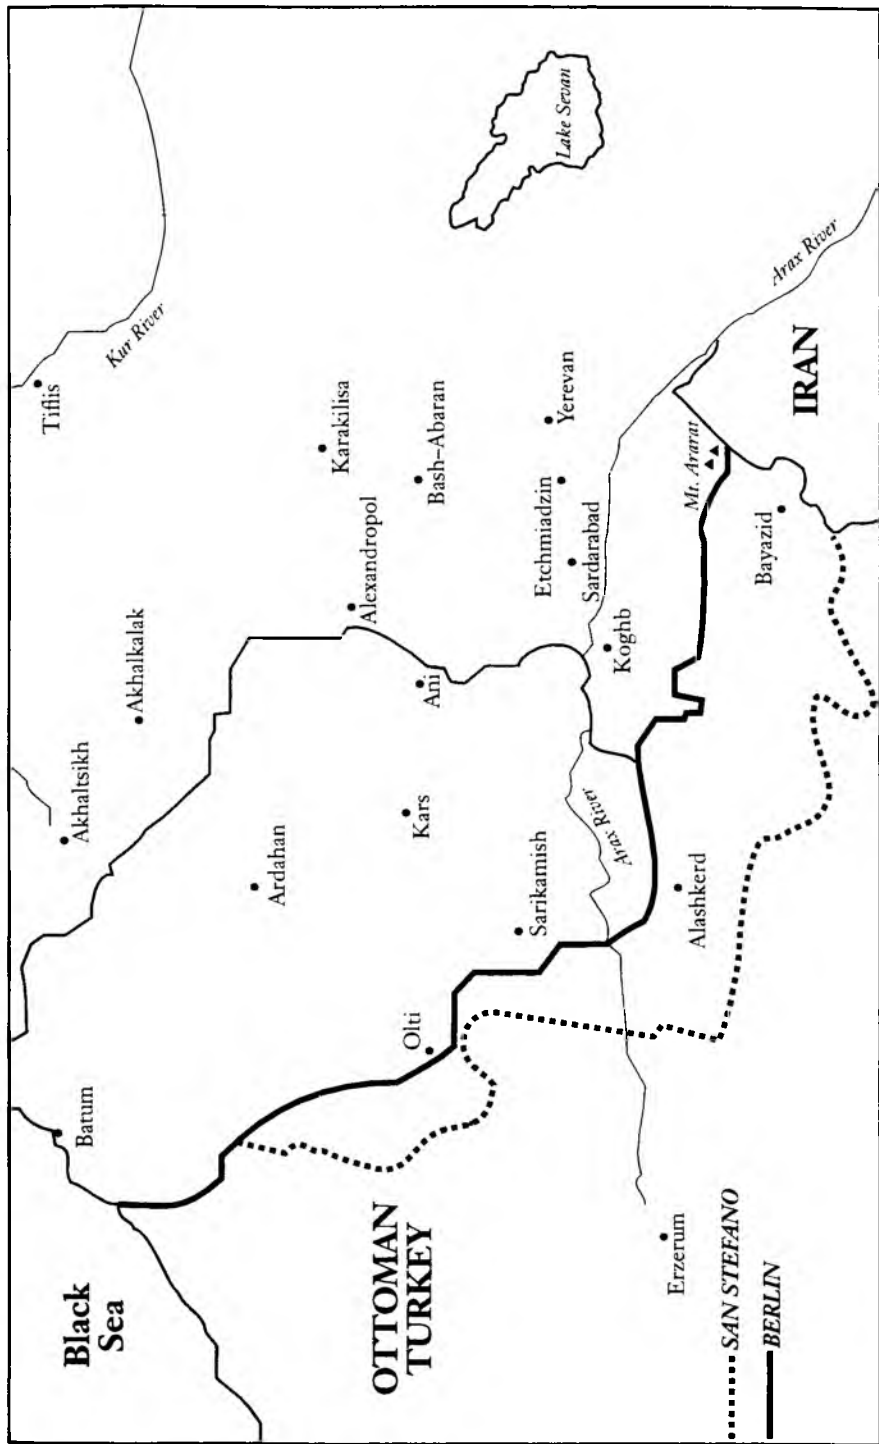 Black
Sea
Batum
Akhaltsikh
Akhalkalak
Tiflis
Kur River
Ardahan
OTTOMAN
TURKEY
Olti
Kars
Ani
Alexandropol
Karakilisa
Bash-Abaran
Lake Sevan
Sarikamish
Etchmiadzin
Sardarabad
Yerevan
Koghb
Arax River
Arax River
Erzerum
Alashkerd
Mt. Ararat
Bayazid
IRAN
SAN STEFANO
BERLIN